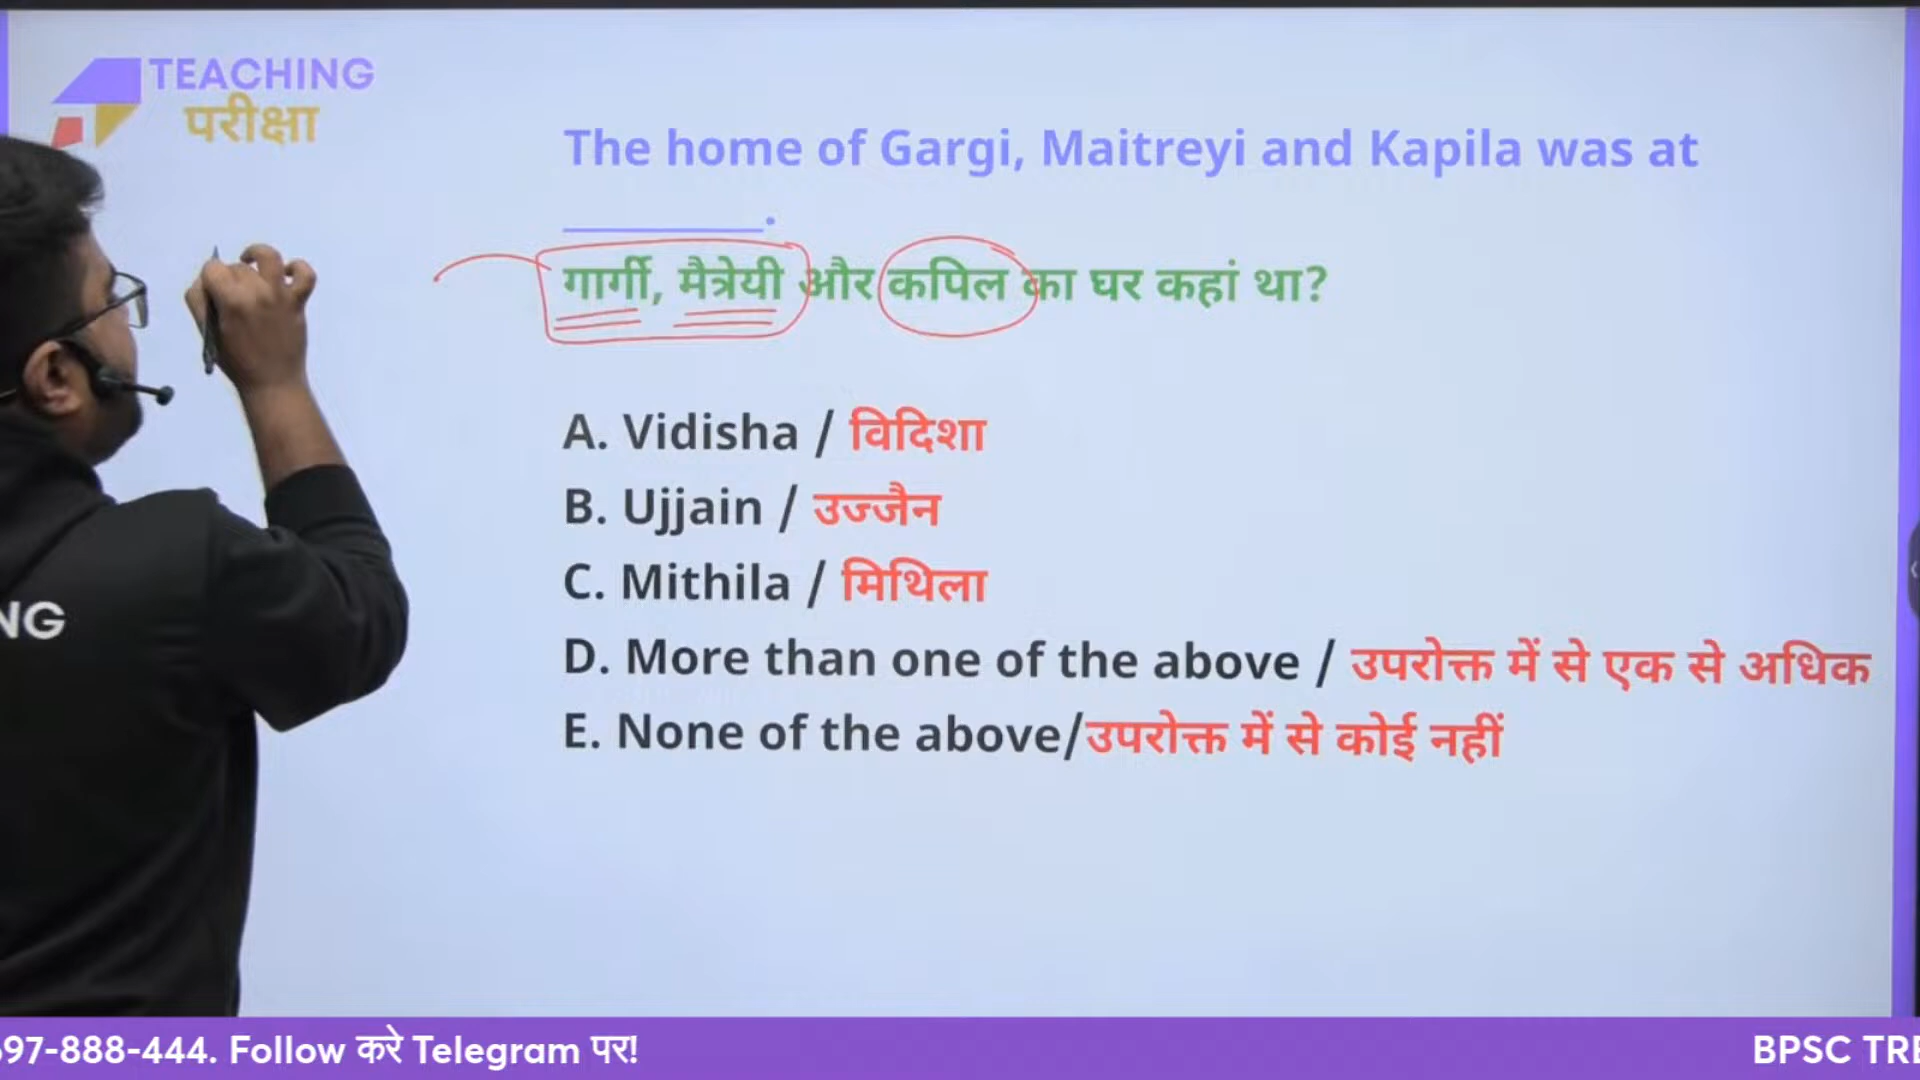 TEACHING
परीक्षा
The home of Gargi, Maitreyi and Kapila was at
________.
गार्गी, मैत्रेयी और कपिल का घर कहां था?
A. Vidisha / विदिशा
B. Ujjain / उज्जैन
C. Mithila / मिथिला
D. More than one of the above / उपरोक्त में से एक से अधिक
E. None of the above/उपरोक्त में से कोई नहीं
NG
97-888-444. Follow करे Telegram पर!
BPSC TRE